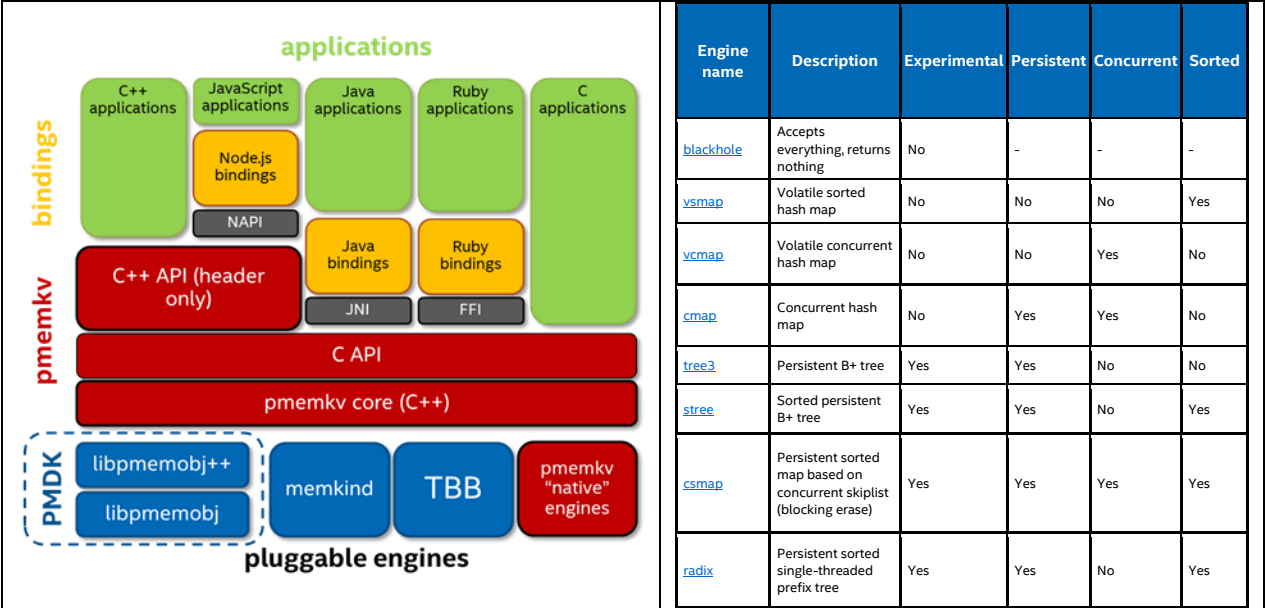 applications
bindings
pmemkv
C++
applications
JavaScript
applications
Java
applications
Ruby
applications
C
applications
Node.js
bindings
NAPI
Java
bindings
JNI
Ruby
bindings
FFI
C++ API (header
only)
C API
pmemkv core (C++)
PMDK
libpmemobj++
libpmemobj
memkind
TBB
pmemkv
“native”
engines
pluggable engines
Engine
name
Description
Experimental
Persistent
Concurrent
Sorted
blackhole
Accepts
everything, returns
nothing
No
-
-
-
vsmap
Volatile sorted
hash map
No
No
No
Yes
vcmap
Volatile concurrent
hash map
No
No
Yes
No
cmap
Concurrent hash
map
No
Yes
Yes
No
tree3
Persistent B+ tree
Yes
Yes
No
No
stree
Sorted persistent
B+ tree
Yes
Yes
No
Yes
csmap
Persistent sorted
map based on
concurrent skiplist
(blocking erase)
Yes
Yes
Yes
Yes
radix
Persistent sorted
single-threaded
prefix tree
Yes
Yes
No
Yes